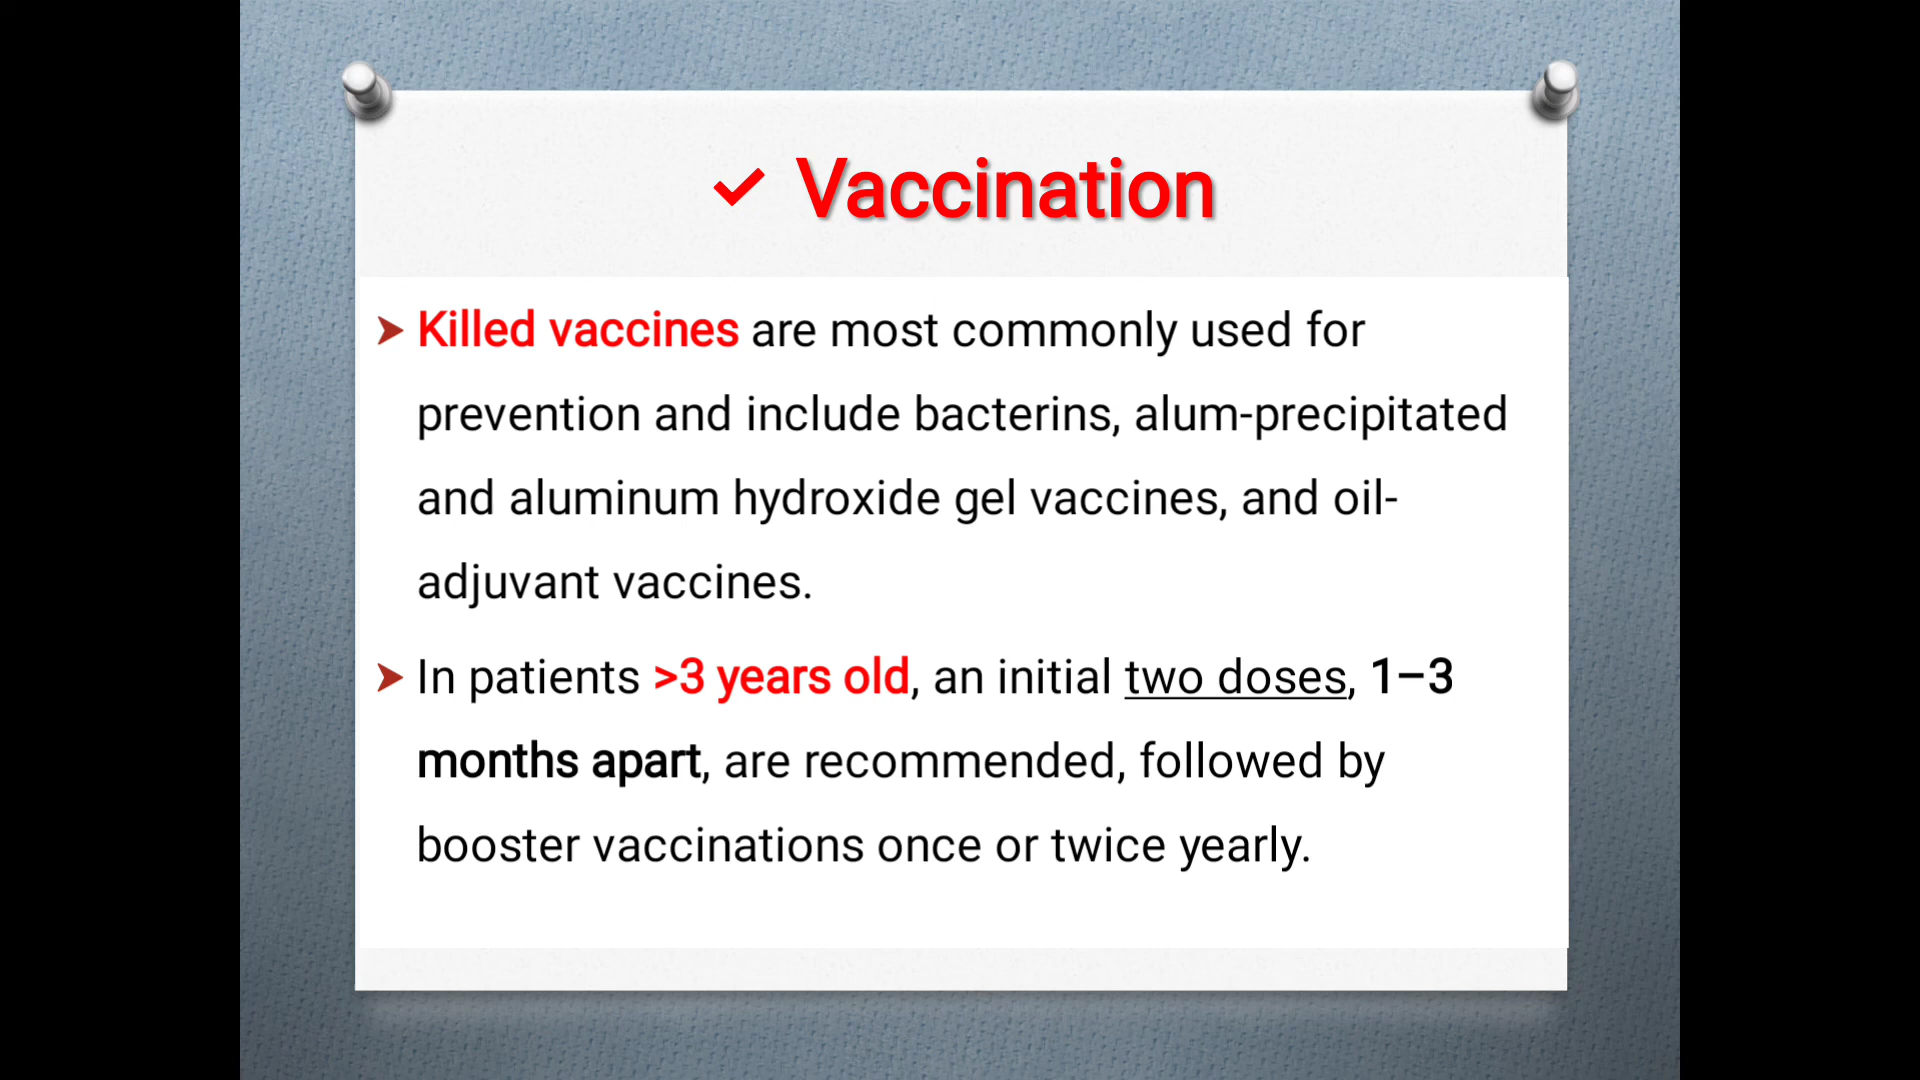 ✓ Vaccination
➤ Killed vaccines are most commonly used for
prevention and include bacterins, alum-precipitated
and aluminum hydroxide gel vaccines, and oil-
adjuvant vaccines.
➤ In patients >3 years old, an initial two doses, 1–3
months apart, are recommended, followed by
booster vaccinations once or twice yearly.